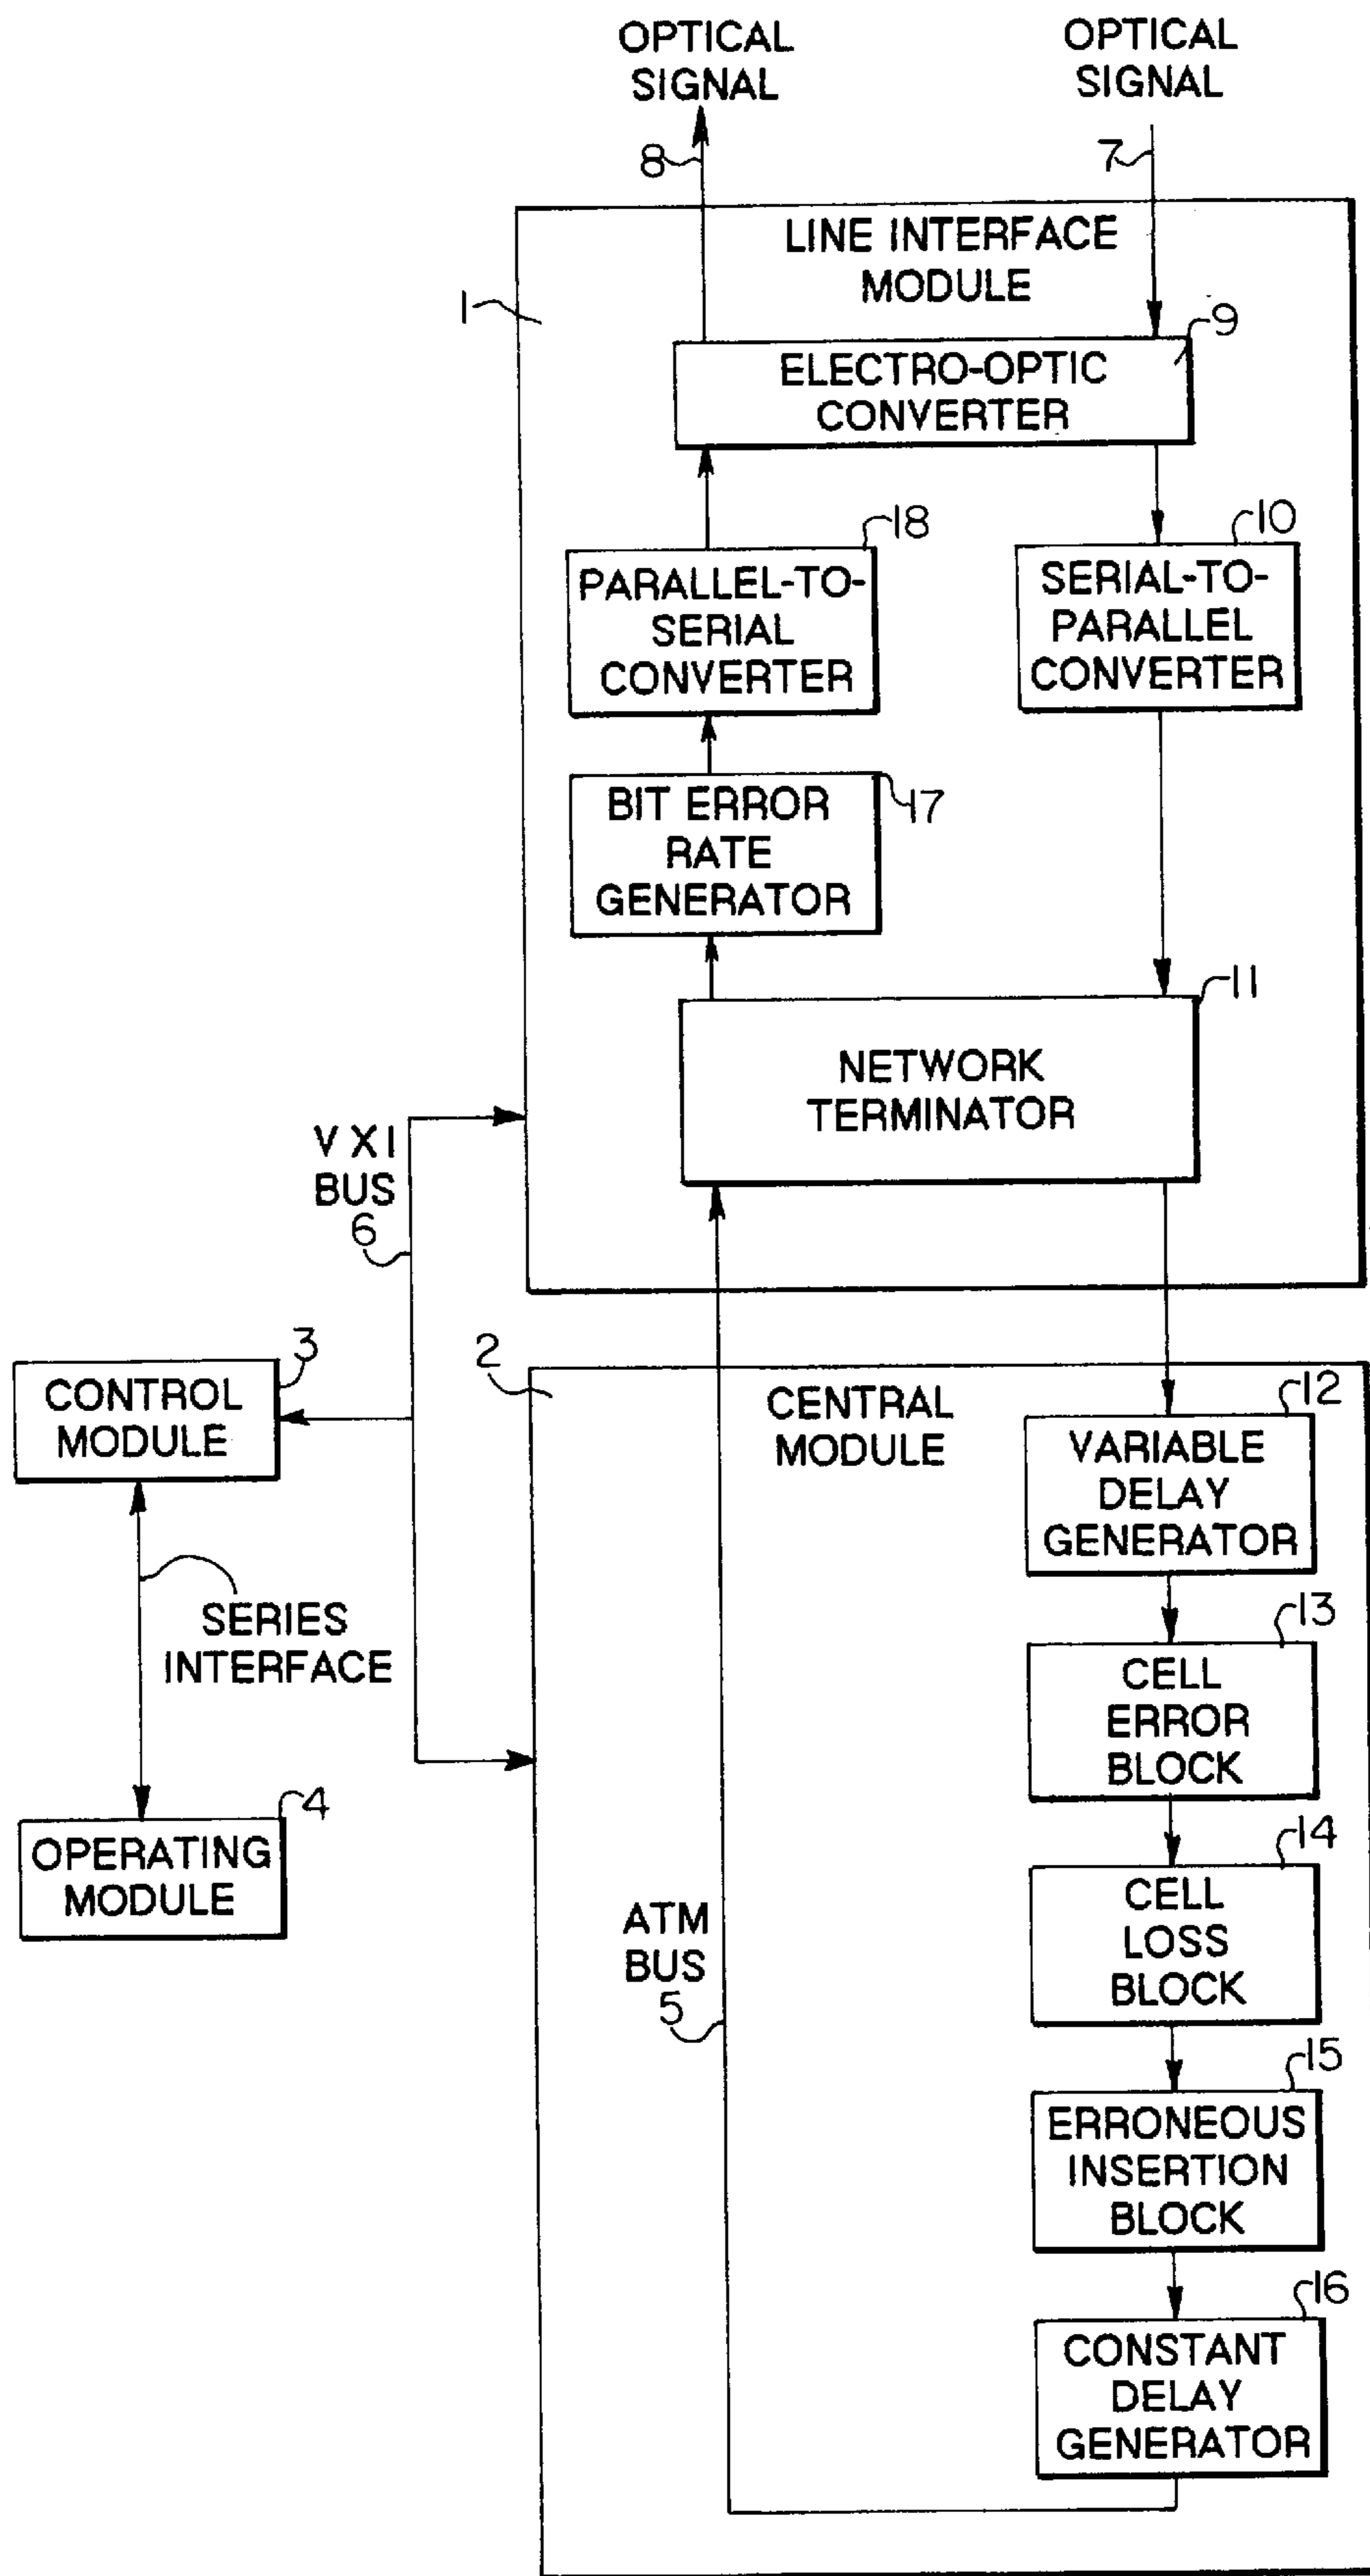 OPTICAL
SIGNAL
8
OPTICAL
SIGNAL
7
1
LINE INTERFACE
MODULE
9
ELECTRO-OPTIC
CONVERTER
18
PARALLEL-TO-
SERIAL
CONVERTER
10
SERIAL-TO-
PARALLEL
CONVERTER
17
BIT ERROR
RATE
GENERATOR
11
NETWORK
TERMINATOR
VXI
BUS
6
3
CONTROL
MODULE
SERIES
INTERFACE
4
OPERATING
MODULE
2
CENTRAL
MODULE
12
VARIABLE
DELAY
GENERATOR
13
CELL
ERROR
BLOCK
14
CELL
LOSS
BLOCK
ATM
BUS
5
15
ERRONEOUS
INSERTION
BLOCK
16
CONSTANT
DELAY
GENERATOR